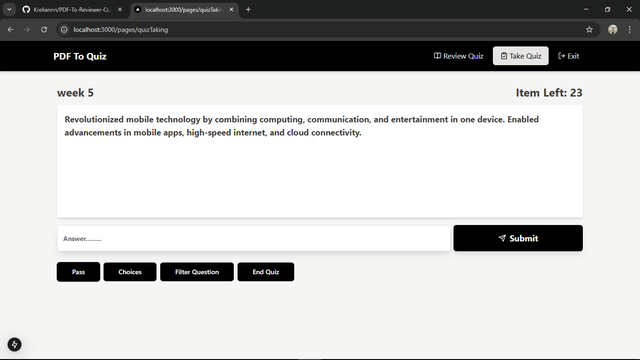 Kreliannn/PDF-To-Reviewer-Qu
localhost:3000/pages/quizTaking
localhost:3000/pages/quizTaking
PDF To Quiz
Review Quiz
Take Quiz
Exit
week 5
Item Left: 23
Revolutionized mobile technology by combining computing, communication, and entertainment in one device. Enabled
advancements in mobile apps, high-speed internet, and cloud connectivity.
Answer.........
Submit
Pass
Choices
Filter Question
End Quiz